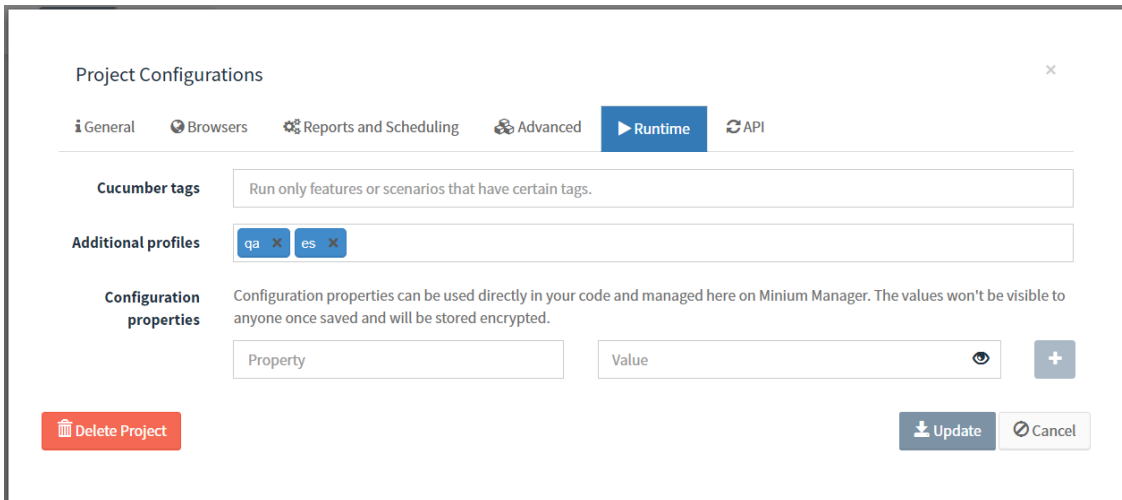 Project Configurations
General Browsers Reports and Scheduling Advanced Runtime API
Cucumber tags Run only features or scenarios that have certain tags.
Additional profiles qa es
Configuration properties Configuration properties can be used directly in your code and managed here on Minium Manager. The values won't be visible to
anyone once saved and will be stored encrypted.
Property Value
Delete Project Update Cancel